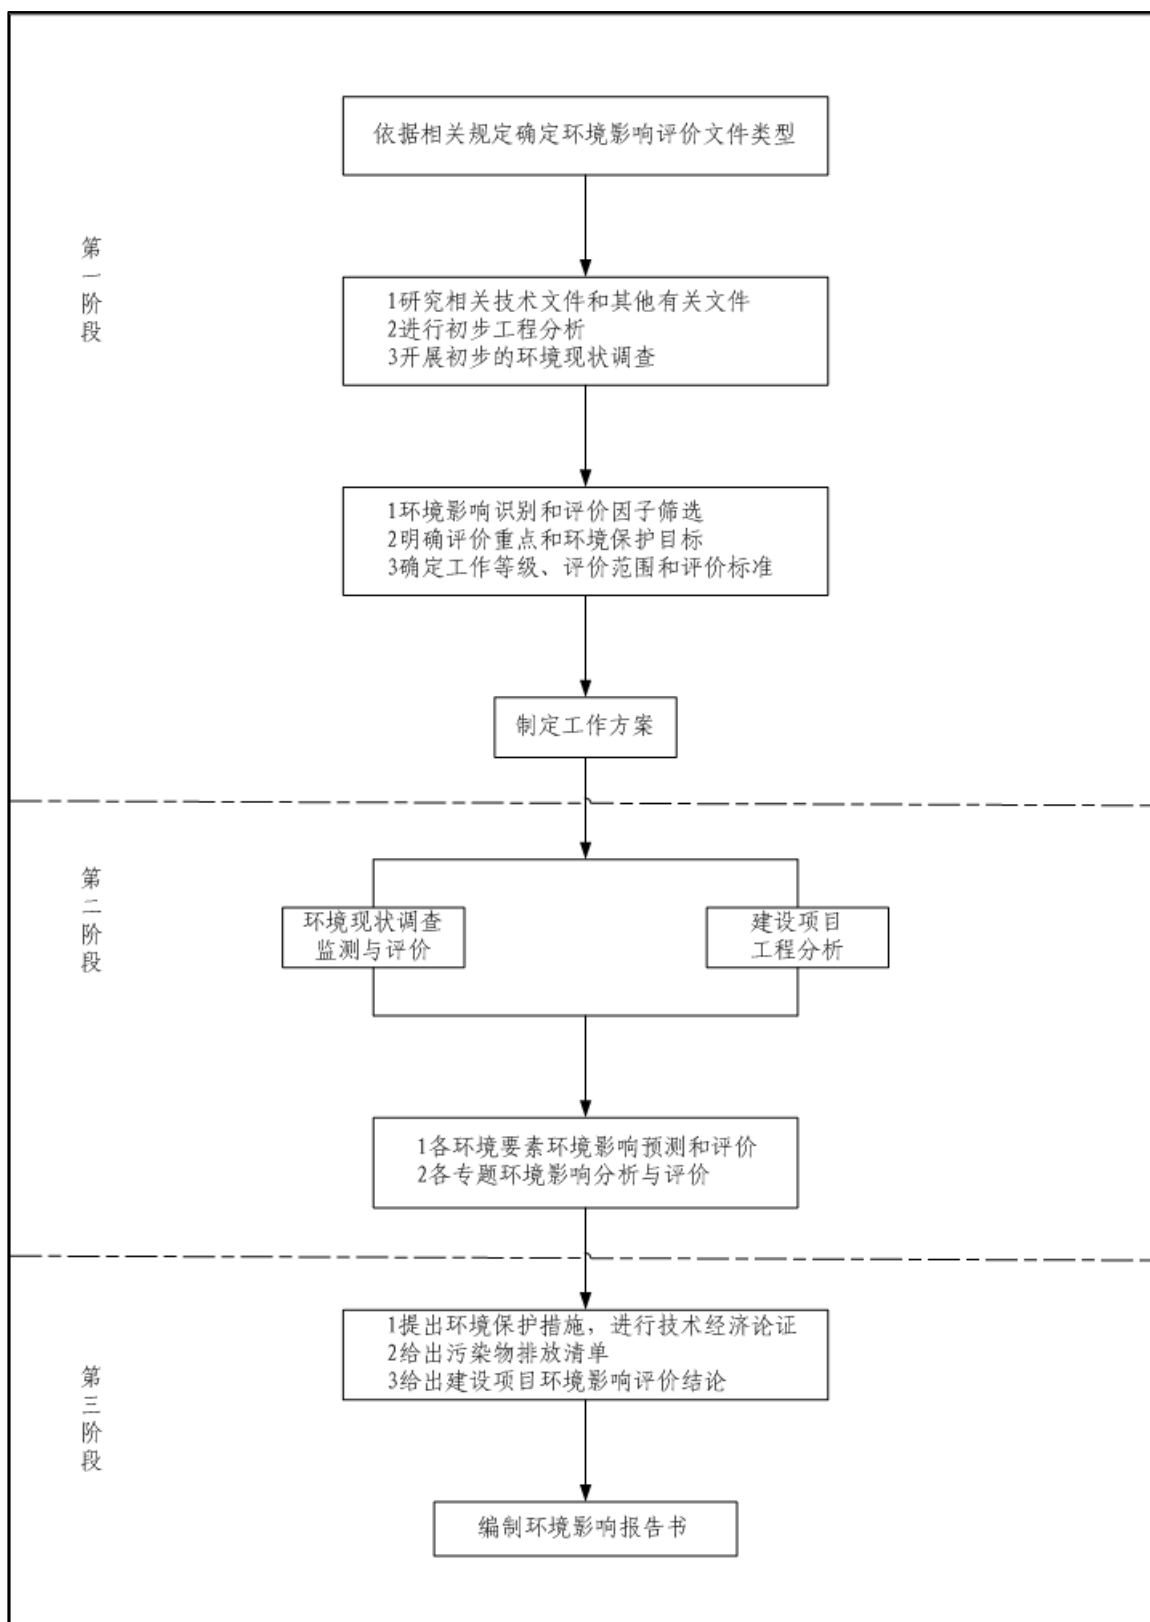 依据相关规定确定环境影响评价文件类型
第一阶段
1研究相关技术文件和其他有关文件
2进行初步工程分析
3开展初步的环境现状调查
1环境影响识别和评价因子筛选
2明确评价重点和环境保护目标
3确定工作等级、评价范围和评价标准
制定工作方案
第二阶段
环境现状调查
监测与评价
建设项目
工程分析
1各环境要素环境影响预测和评价
2各专题环境影响分析与评价
第三阶段
1提出环境保护措施，进行技术经济论证
2给出污染物排放清单
3给出建设项目环境影响评价结论
编制环境影响报告书